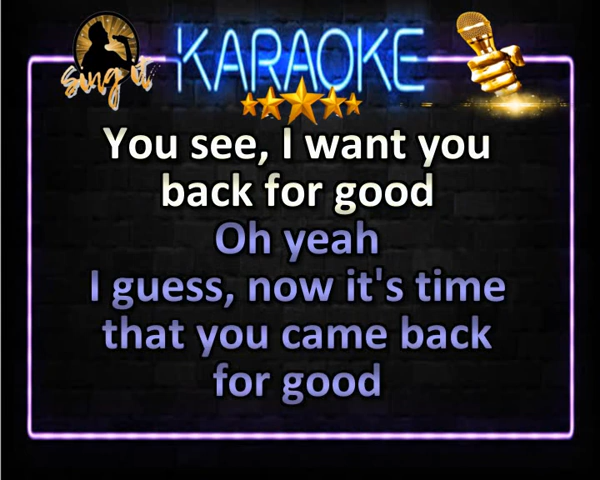 Sing it
KARAOKE
You see, I want you
back for good
Oh yeah
I guess, now it's time
that you came back
for good